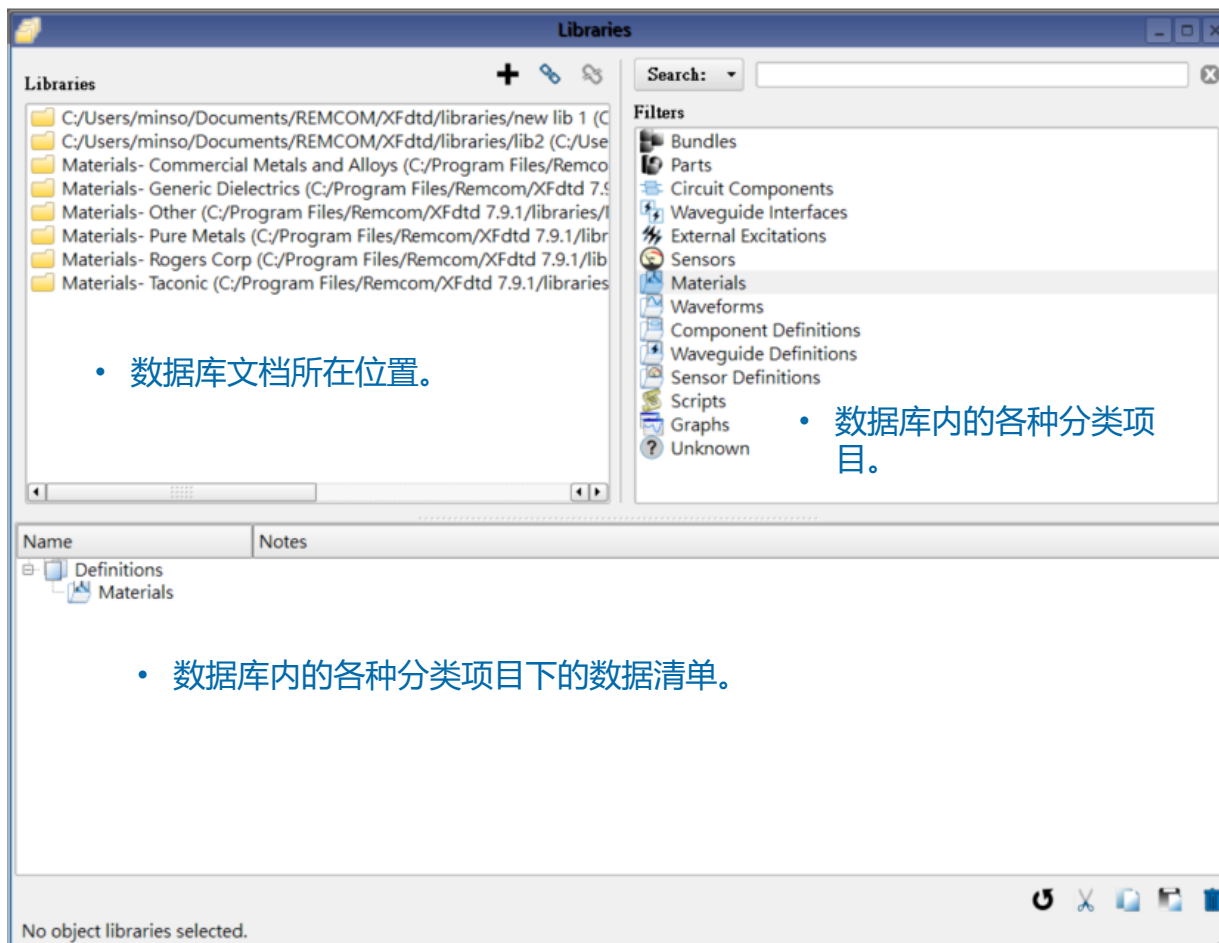 Libraries
Libraries
C:/Users/minso/Documents/REMCOM/XFdtd/libraries/new lib 1 (C
C:/Users/minso/Documents/REMCOM/XFdtd/libraries/lib2 (C:/Use
Materials- Commercial Metals and Alloys (C:/Program Files/Remco
Materials- Generic Dielectrics (C:/Program Files/Remcom/XFdtd 7.9
Materials- Other (C:/Program Files/Remcom/XFdtd 7.9.1/libraries/
Materials- Pure Metals (C:/Program Files/Remcom/XFdtd 7.9.1/libr
Materials- Rogers Corp (C:/Program Files/Remcom/XFdtd 7.9.1/lib
Materials- Taconic (C:/Program Files/Remcom/XFdtd 7.9.1/libraries
• 数据库文档所在位置。
Search:
Filters
Bundles
Parts
Circuit Components
Waveguide Interfaces
External Excitations
Sensors
Materials
Waveforms
Component Definitions
Waveguide Definitions
Sensor Definitions
Scripts
Graphs
Unknown
• 数据库内的各种分类项
目。
Name Notes
Definitions
Materials
• 数据库内的各种分类项目下的数据清单。
No object libraries selected.